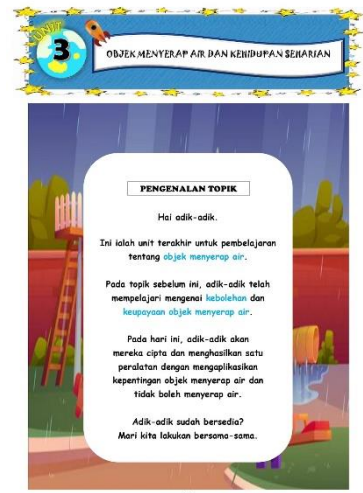 UNIT
3
OBJEK MENYERAP AIR DAN KEHIDUPAN SEHARIAN
PENGENALAN TOPIK
Hai adik-adik.
Ini ialah unit terakhir untuk pembelajaran
tentang objek menyerap air.
Pada topik sebelum ini, adik-adik telah
mempelajari mengenai kebolehan dan
keupayaan objek menyerap air.
Pada hari ini, adik-adik akan
mereka cipta dan menghasilkan satu
peralatan dengan mengaplikasikan
kepentingan objek menyerap air dan
tidak boleh menyerap air.
Adik-adik sudah bersedia?
Mari kita lakukan bersama-sama.